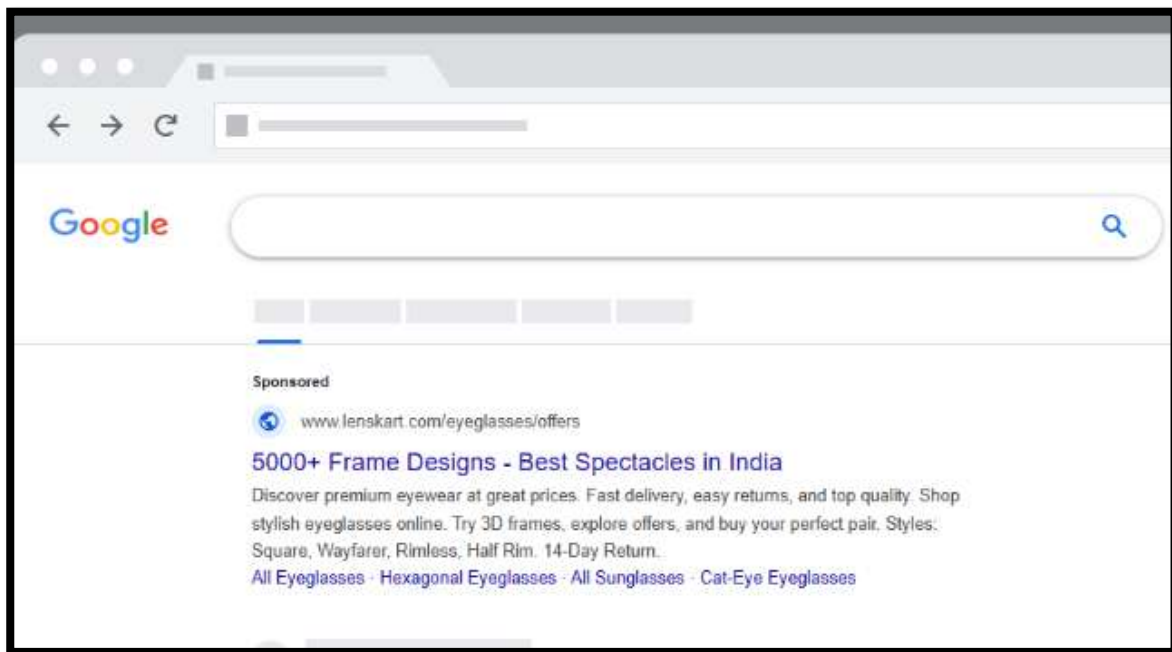 Google
Sponsored
www.lenskart.com/eyeglasses/offers
5000+ Frame Designs - Best Spectacles in India
Discover premium eyewear at great prices. Fast delivery, easy returns, and top quality. Shop
stylish eyeglasses online. Try 3D frames, explore offers, and buy your perfect pair. Styles:
Square, Wayfarer, Rimless, Half Rim. 14-Day Return.
All Eyeglasses · Hexagonal Eyeglasses · All Sunglasses · Cat-Eye Eyeglasses